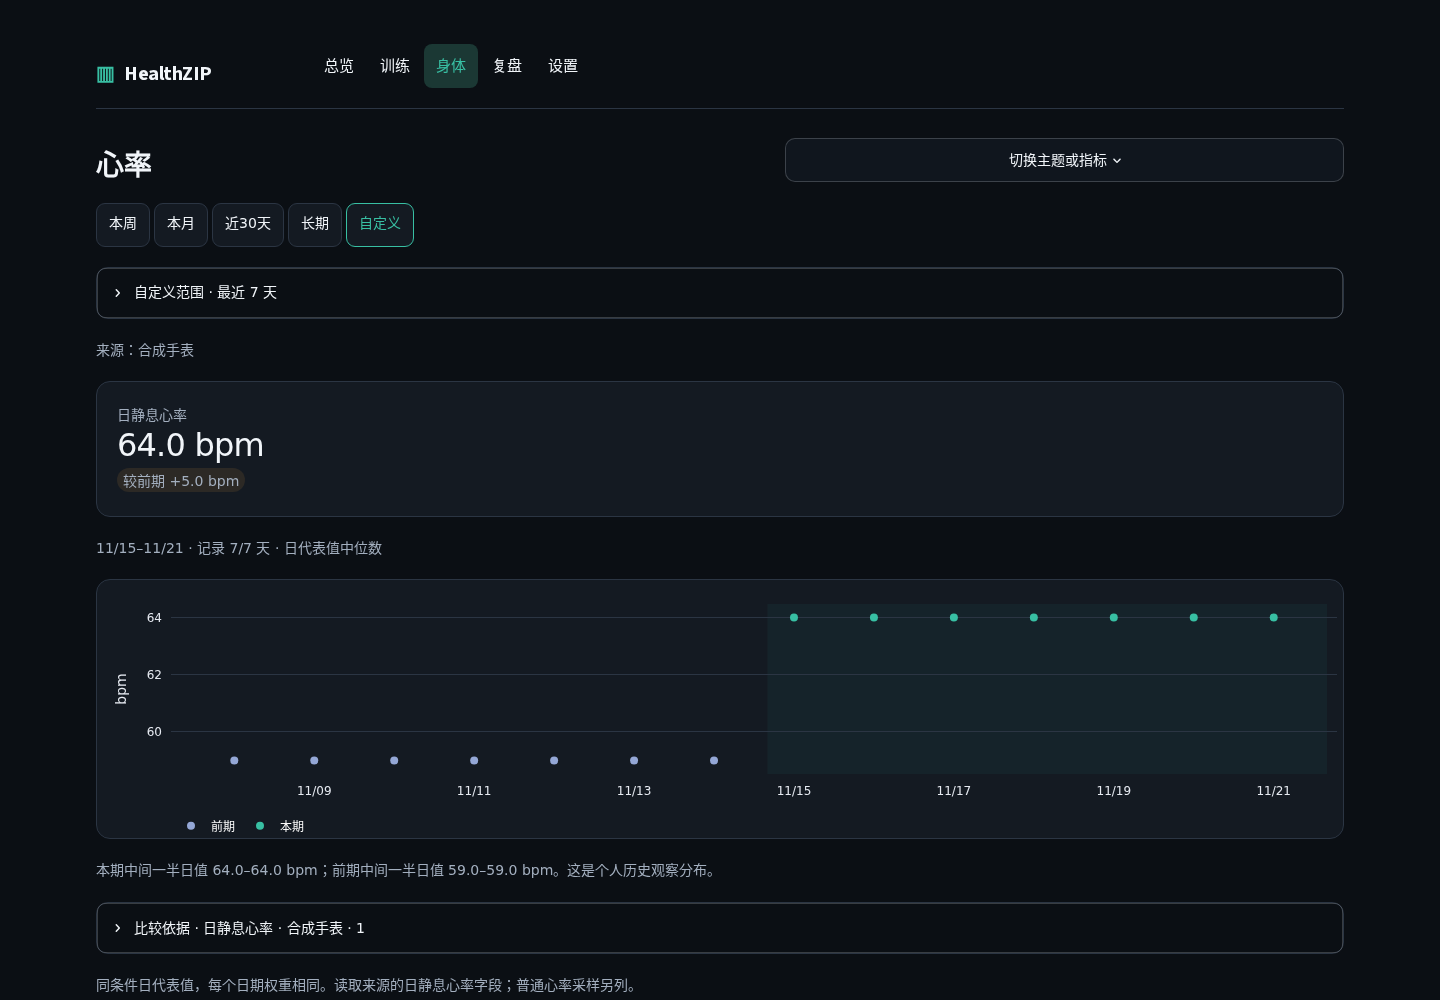 HealthZIP
总览 训练 身体 复盘 设置
心率
切换主题或指标
本周 本月 近30天 长期 自定义
自定义范围 · 最近 7 天
来源：合成手表
日静息心率
64.0 bpm
较前期 +5.0 bpm
11/15–11/21 · 记录 7/7 天 · 日代表值中位数
64
62
60
bpm
11/09 11/11 11/13 11/15 11/17 11/19 11/21
前期 本期
本期中间一半日值 64.0–64.0 bpm；前期中间一半日值 59.0–59.0 bpm。这是个人历史观察分布。
比较依据 · 日静息心率 · 合成手表 · 1
同条件日代表值，每个日期权重相同。读取来源的日静息心率字段；普通心率采样另列。